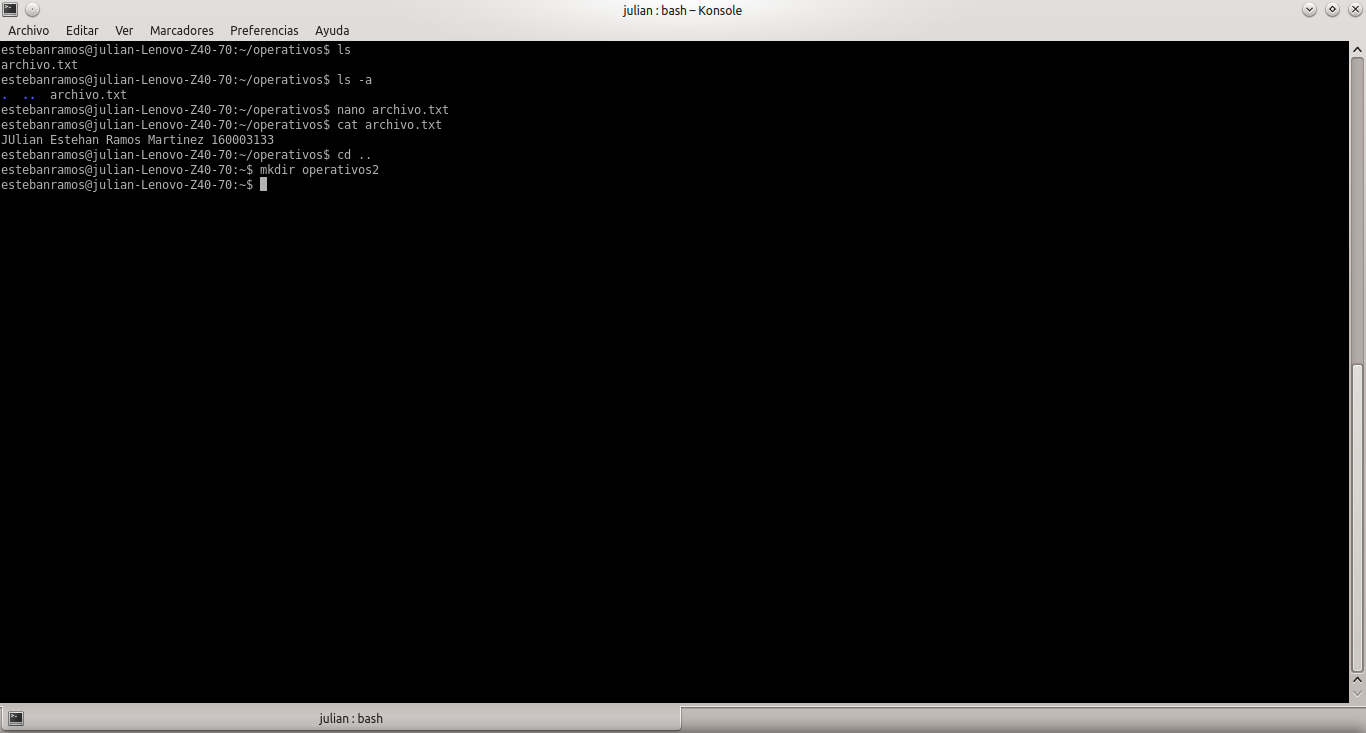 julian : bash – Konsole
Archivo Editar Ver Marcadores Preferencias Ayuda
estebanramos@julian-Lenovo-Z40-70:~/operativos$ ls
archivo.txt
estebanramos@julian-Lenovo-Z40-70:~/operativos$ ls -a
.  ..  archivo.txt
estebanramos@julian-Lenovo-Z40-70:~/operativos$ nano archivo.txt
estebanramos@julian-Lenovo-Z40-70:~/operativos$ cat archivo.txt
JUlian Estehan Ramos Martinez 160003133
estebanramos@julian-Lenovo-Z40-70:~/operativos$ cd ..
estebanramos@julian-Lenovo-Z40-70:~$ mkdir operativos2
estebanramos@julian-Lenovo-Z40-70:~$
julian : bash